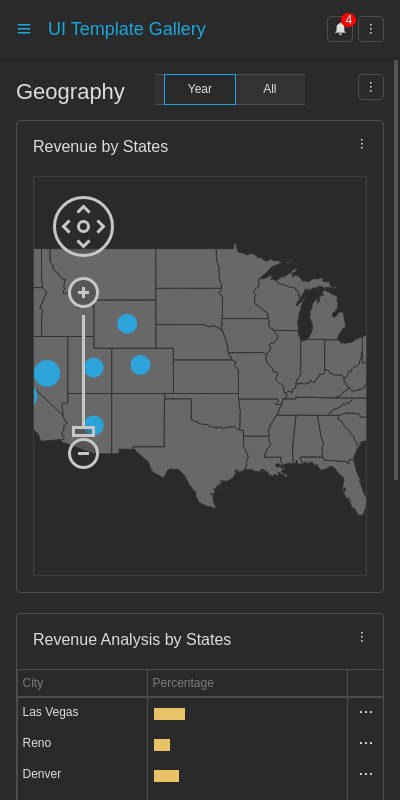 UI Template Gallery
4
Geography
Year
All
Revenue by States
Revenue Analysis by States
City
Percentage
Las Vegas
Reno
Denver